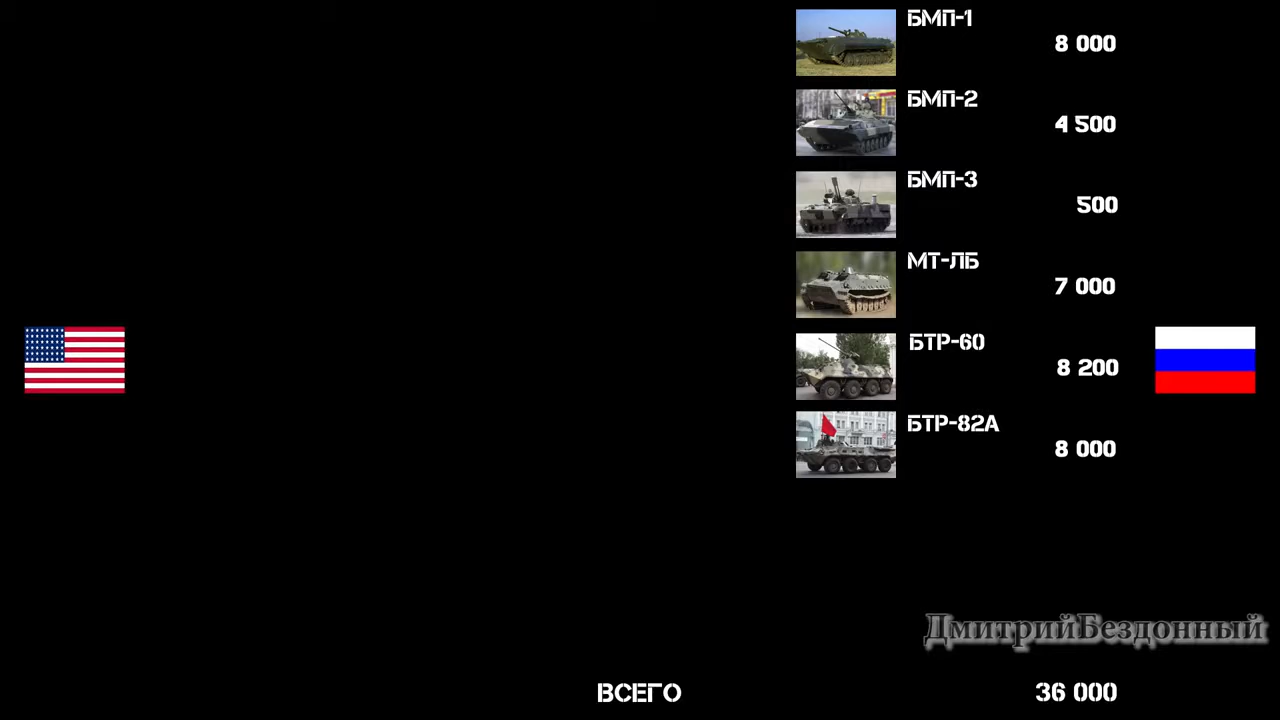 БМП-1
8 000
БМП-2
4 500
БМП-3
500
МТ-ЛБ
7 000
БТР-60
8 200
БТР-82А
8 000
ДмитрийБездонный
ВСЕГО 36 000